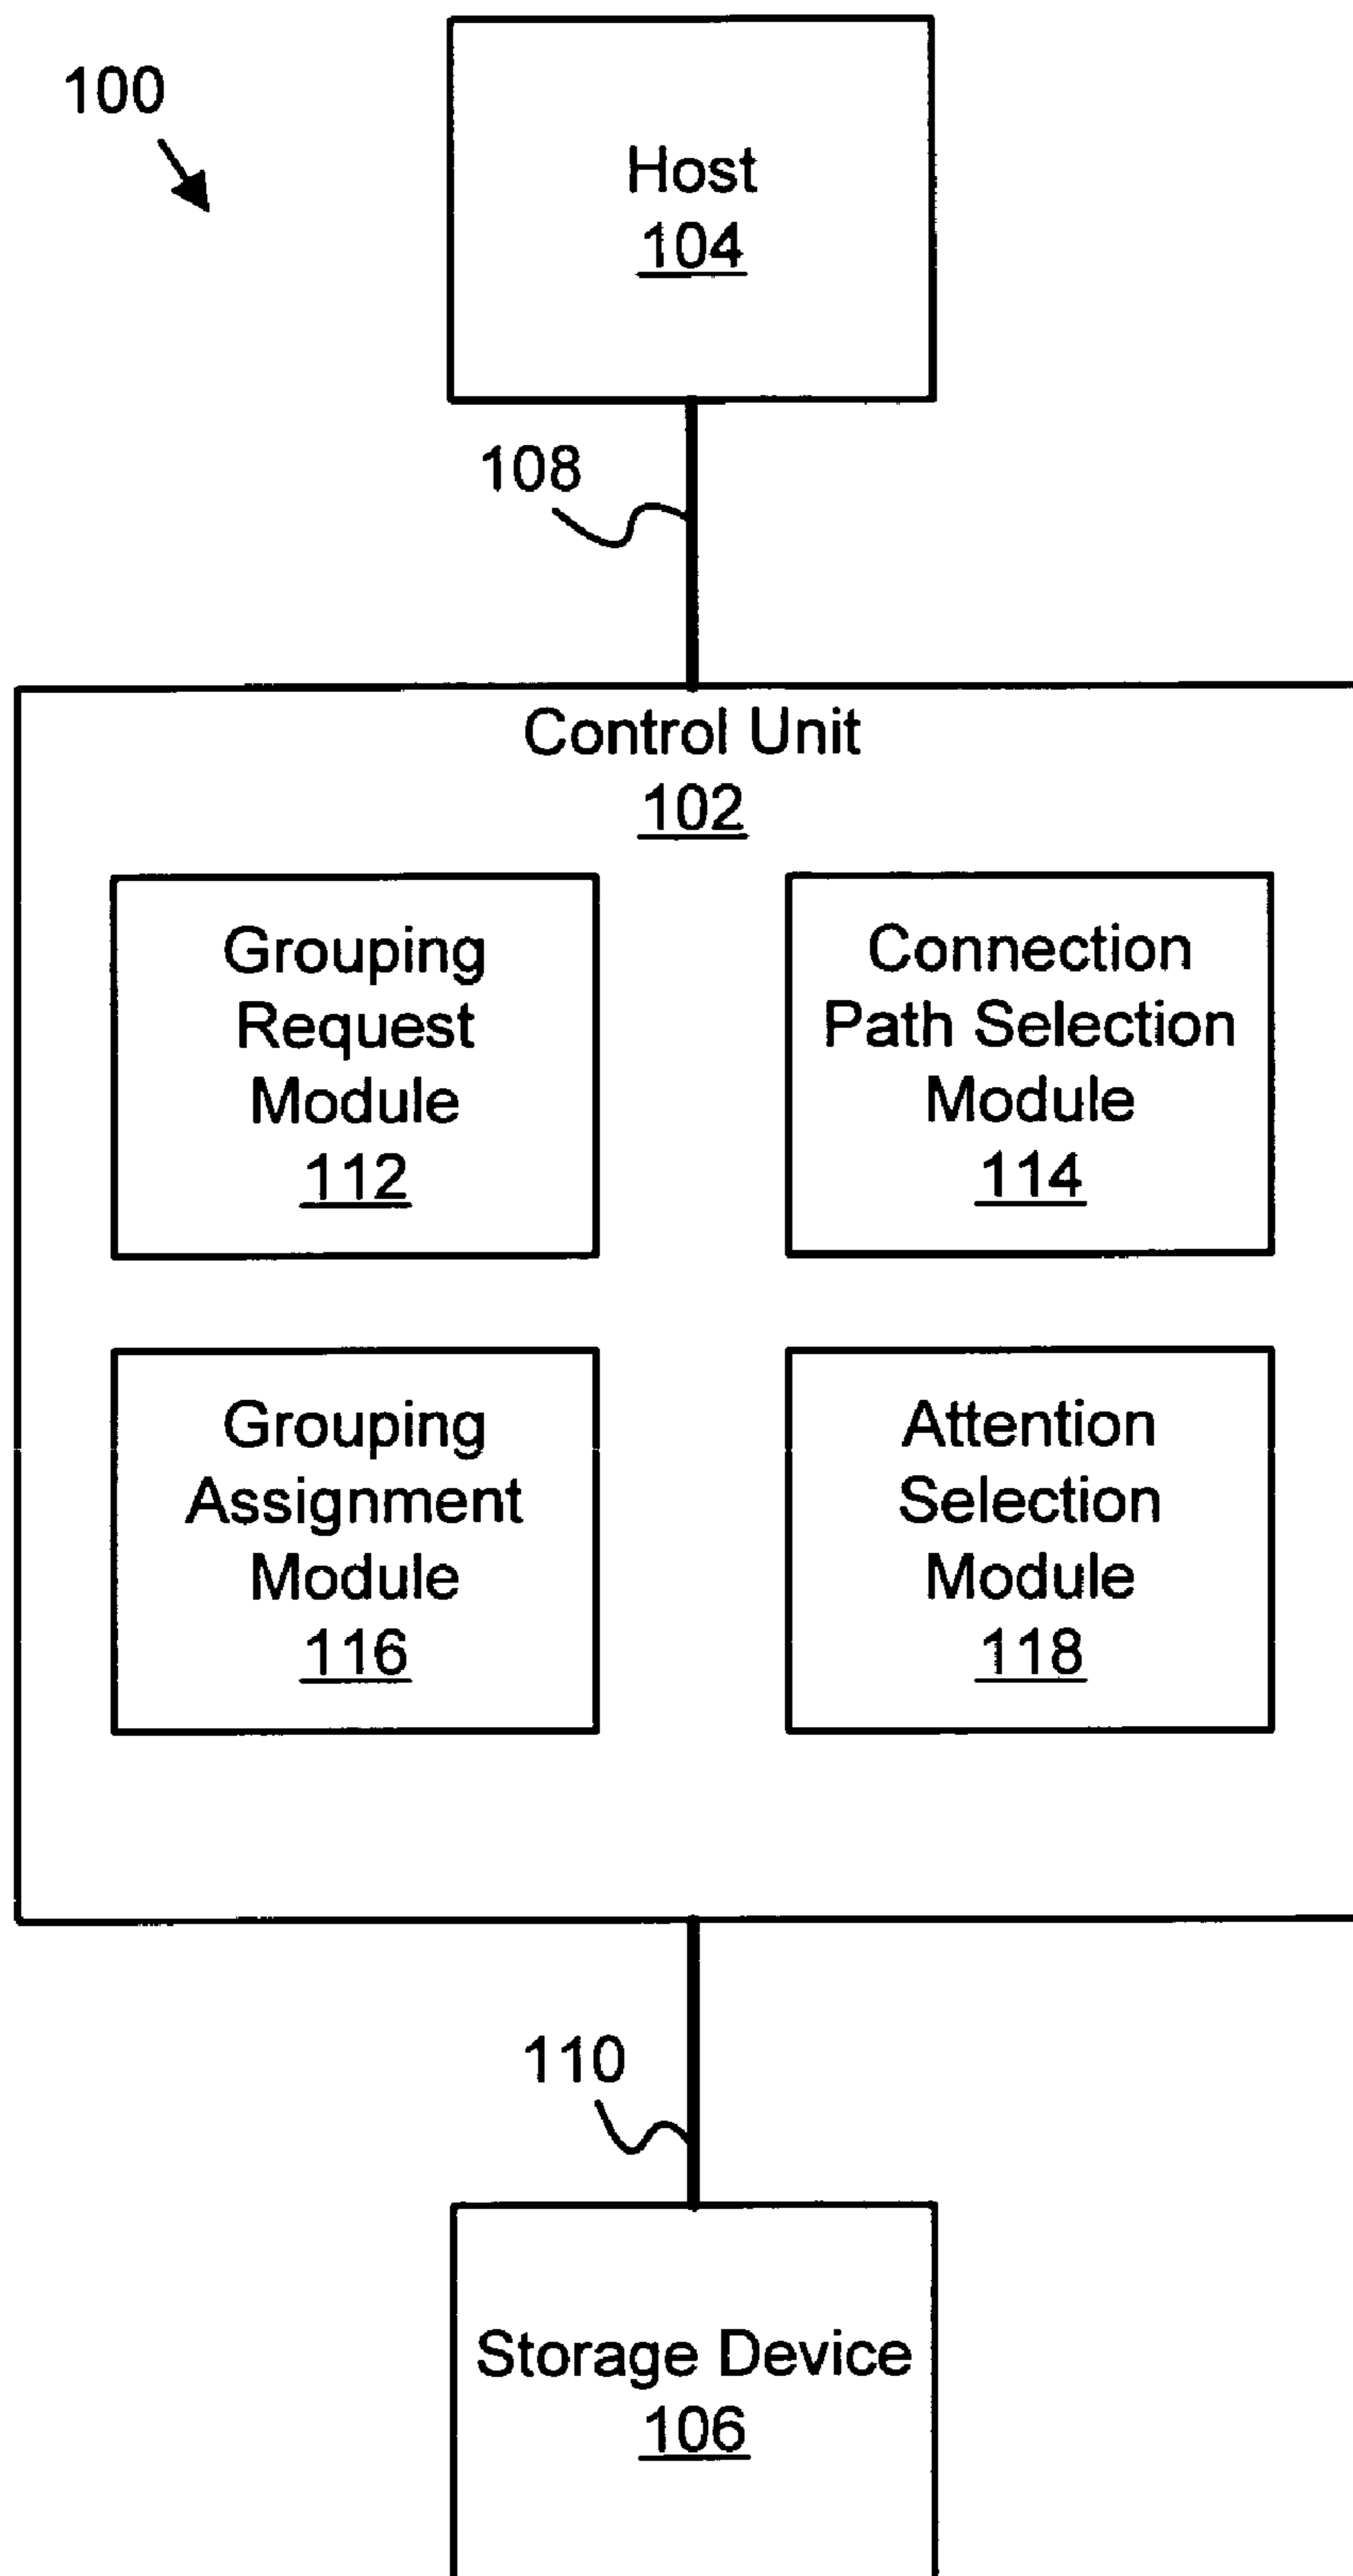 100
Host
104
108
Control Unit
102
Grouping
Request
Module
112
Connection
Path Selection
Module
114
Grouping
Assignment
Module
116
Attention
Selection
Module
118
110
Storage Device
106